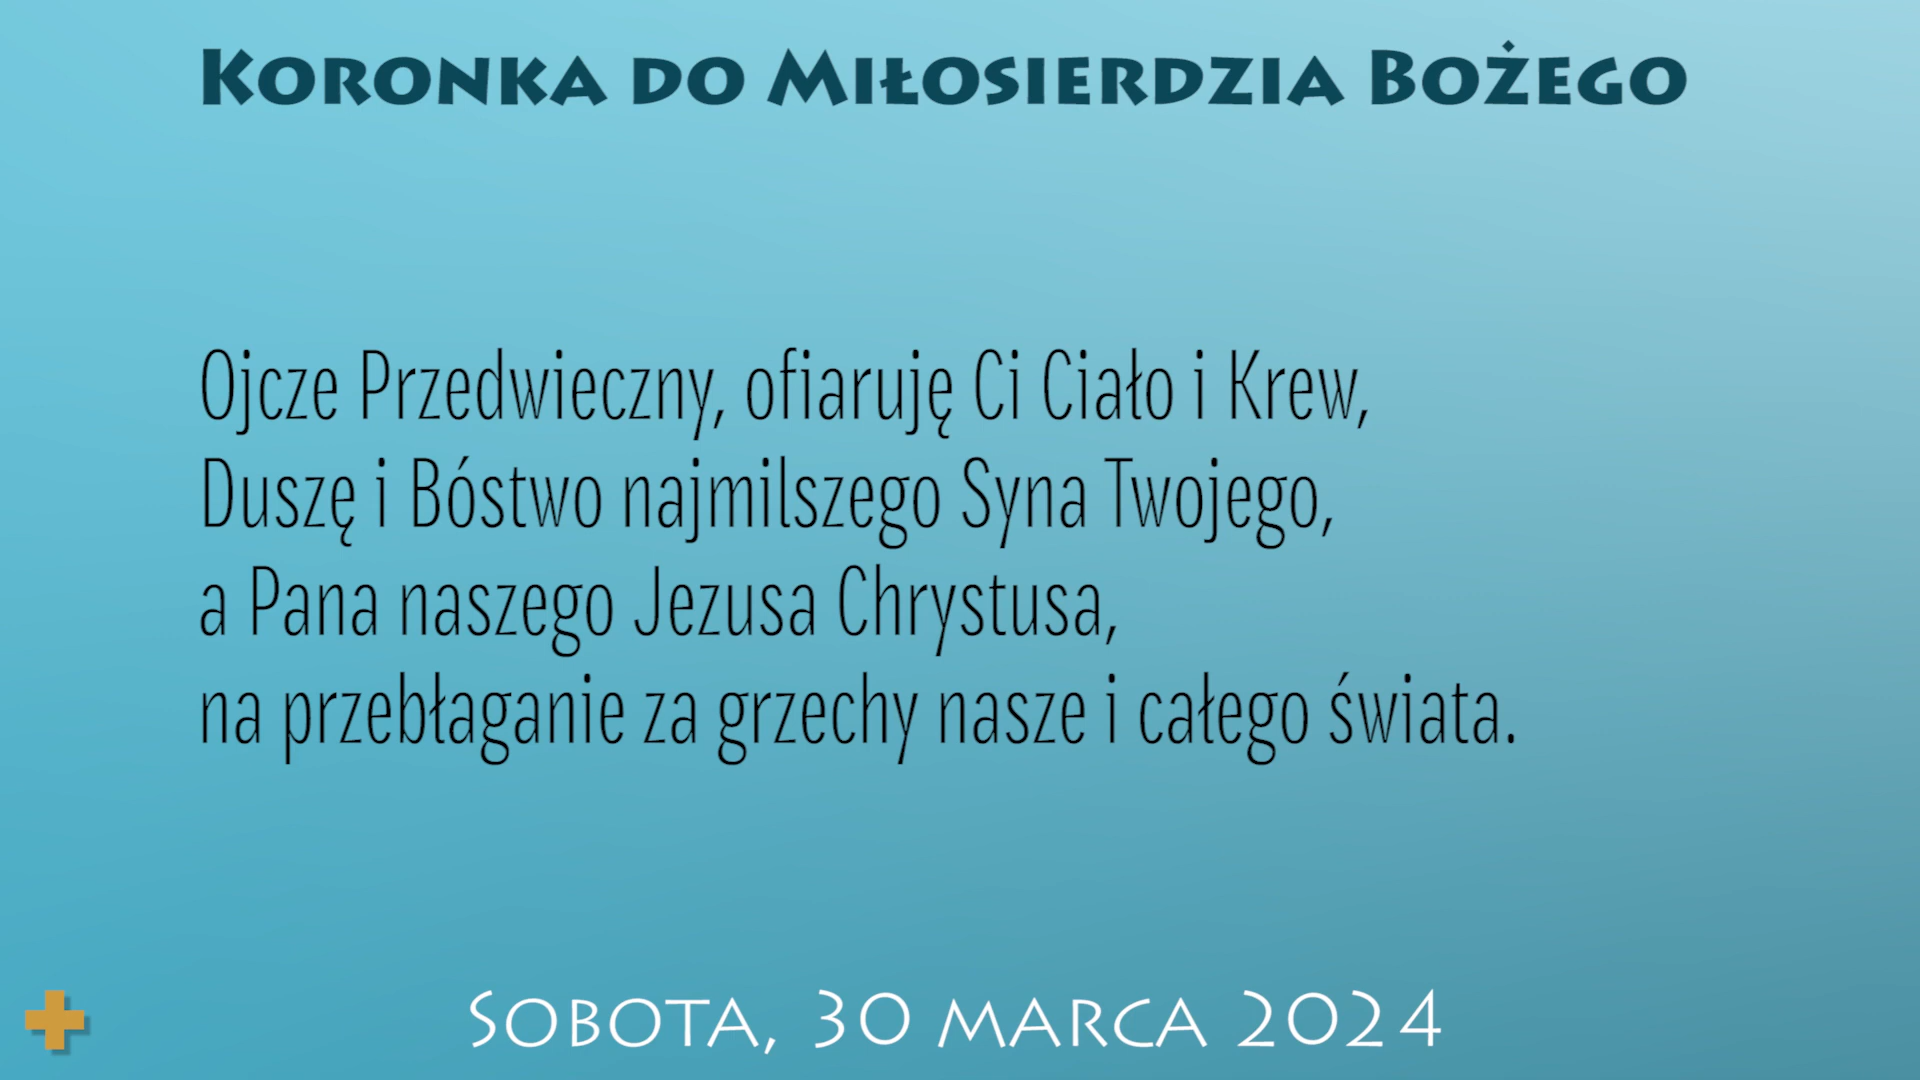 Koronka do Miłosierdzia Bożego
Ojcze Przedwieczny, ofiaruję Ci Ciało i Krew,
Duszę i Bóstwo najmilszego Syna Twojego,
a Pana naszego Jezusa Chrystusa,
na przebłaganie za grzechy nasze i całego świata.
Sobota, 30 marca 2024